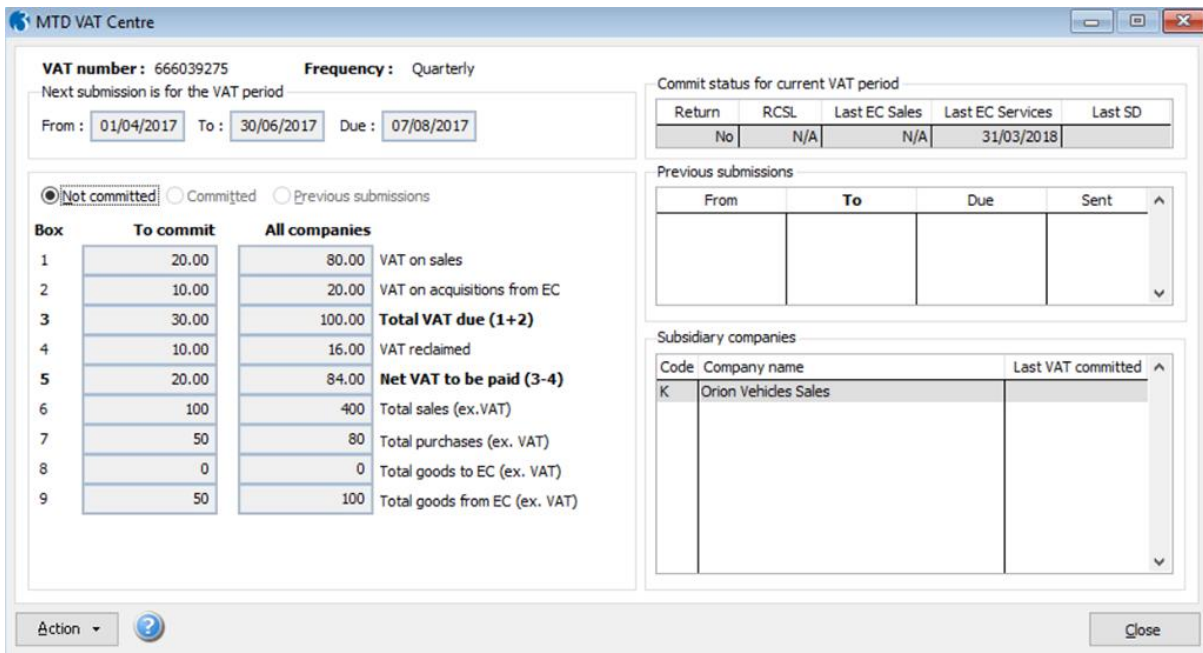 MTD VAT Centre
VAT number : 666039275 Frequency : Quarterly
Next submission is for the VAT period
From : 01/04/2017 To : 30/06/2017 Due : 07/08/2017
Not committed Committed Previous submissions
Box To commit All companies
1 20.00 80.00 VAT on sales
2 10.00 20.00 VAT on acquisitions from EC
3 30.00 100.00 Total VAT due (1+2)
4 10.00 16.00 VAT reclaimed
5 20.00 84.00 Net VAT to be paid (3-4)
6 100 400 Total sales (ex.VAT)
7 50 80 Total purchases (ex. VAT)
8 0 0 Total goods to EC (ex. VAT)
9 50 100 Total goods from EC (ex. VAT)
Commit status for current VAT period
Return RCSL Last EC Sales Last EC Services Last SD
No N/A N/A 31/03/2018
Previous submissions
From To Due Sent
Subsidiary companies
Code Company name Last VAT committed
K Orion Vehicles Sales
Action ? Close